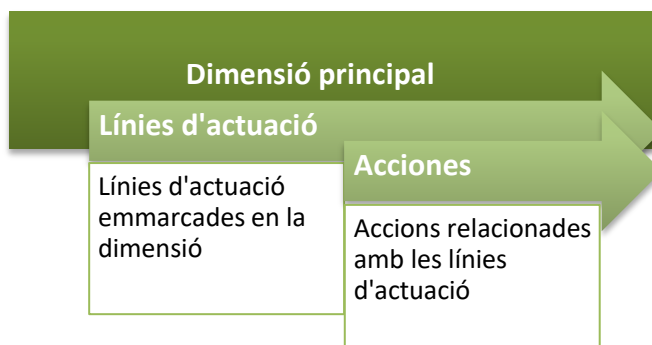 Dimensió principal
Línies d'actuació
Línies d'actuació
emmarcades en la
dimensió
Acciones
Accions relacionades
amb les línies
d'actuació